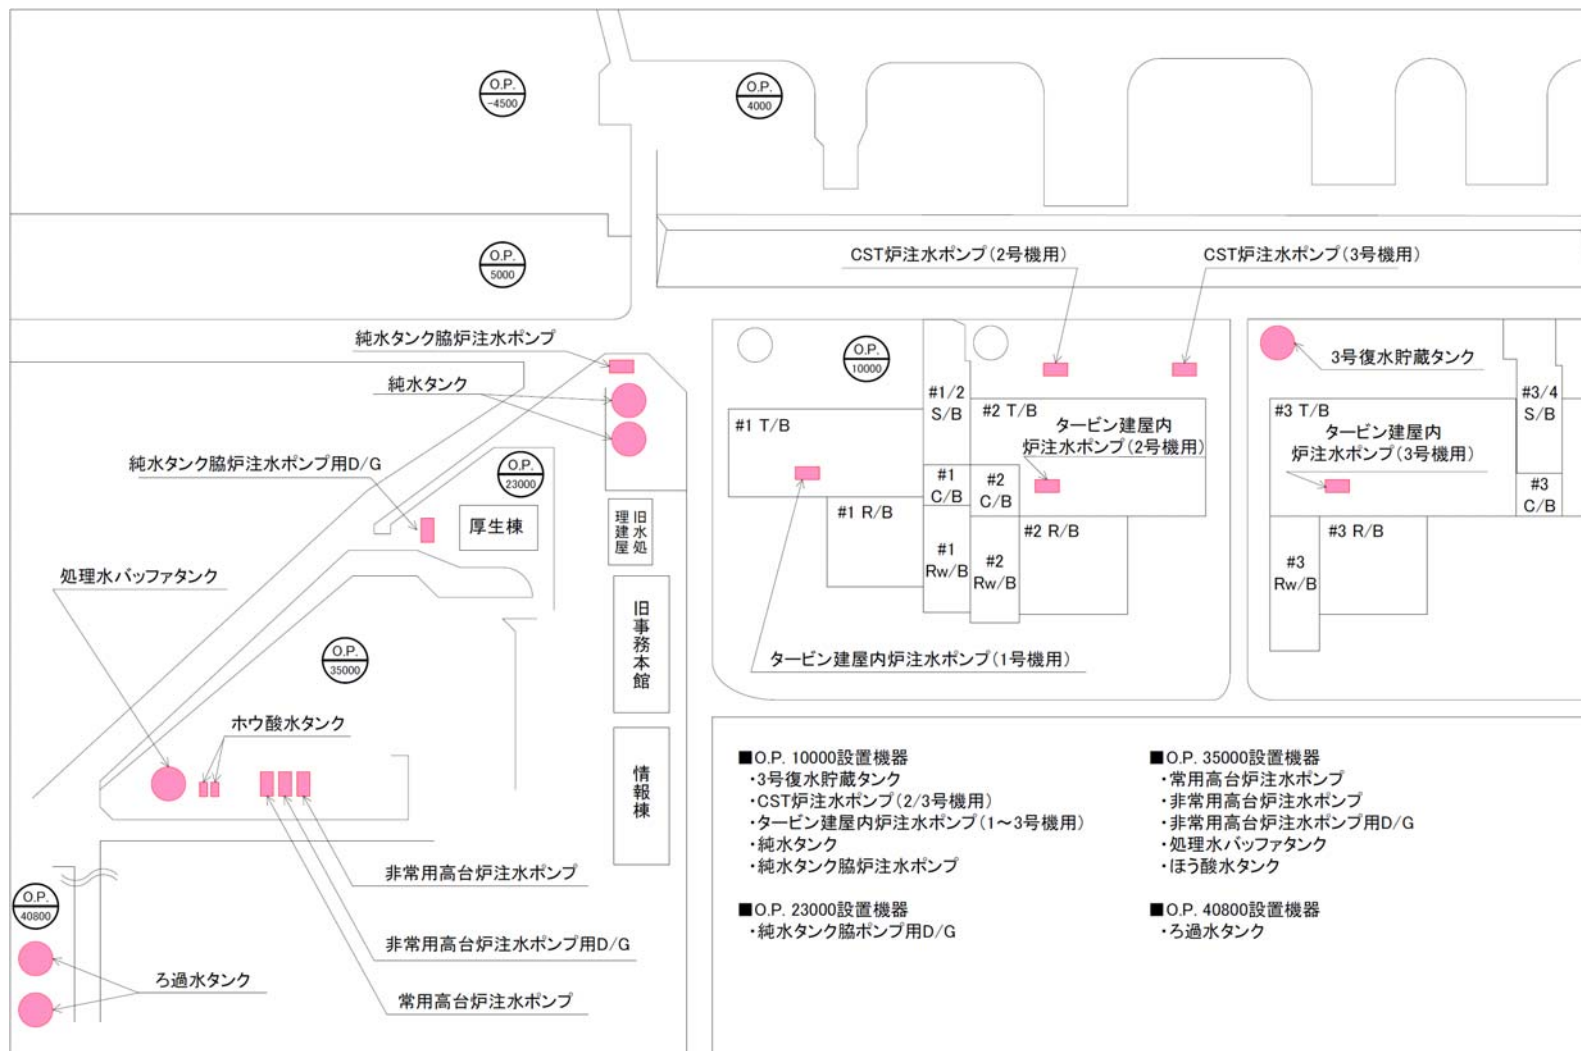 O.P.
-4500
O.P.
4000
O.P.
5000
CST炉注水ポンプ(2号機用)
CST炉注水ポンプ(3号機用)
純水タンク脇炉注水ポンプ
純水タンク
O.P.
10000
3号復水貯蔵タンク
#1/2
S/B
#2 T/B
タービン建屋内
炉注水ポンプ(2号機用)
#3 T/B
タービン建屋内
炉注水ポンプ(3号機用)
#3/4
S/B
#1 T/B
純水タンク脇炉注水ポンプ用D/G
O.P.
23000
#1
C/B
#2
C/B
#3
C/B
厚生棟
旧水処
理建屋
#1 R/B
#2 R/B
#3 R/B
#1
Rw/B
#2
Rw/B
#3
Rw/B
処理水バッファタンク
旧事務本館
O.P.
35000
タービン建屋内炉注水ポンプ(1号機用)
ホウ酸水タンク
情報棟
非常用高台炉注水ポンプ
O.P.
40800
非常用高台炉注水ポンプ用D/G
ろ過水タンク
常用高台炉注水ポンプ
■O.P. 10000設置機器
・3号復水貯蔵タンク
・CST炉注水ポンプ(2/3号機用)
・タービン建屋内炉注水ポンプ(1～3号機用)
・純水タンク
・純水タンク脇炉注水ポンプ
■O.P. 23000設置機器
・純水タンク脇ポンプ用D/G
■O.P. 35000設置機器
・常用高台炉注水ポンプ
・非常用高台炉注水ポンプ
・非常用高台炉注水ポンプ用D/G
・処理水バッファタンク
・ほう酸水タンク
■O.P. 40800設置機器
・ろ過水タンク